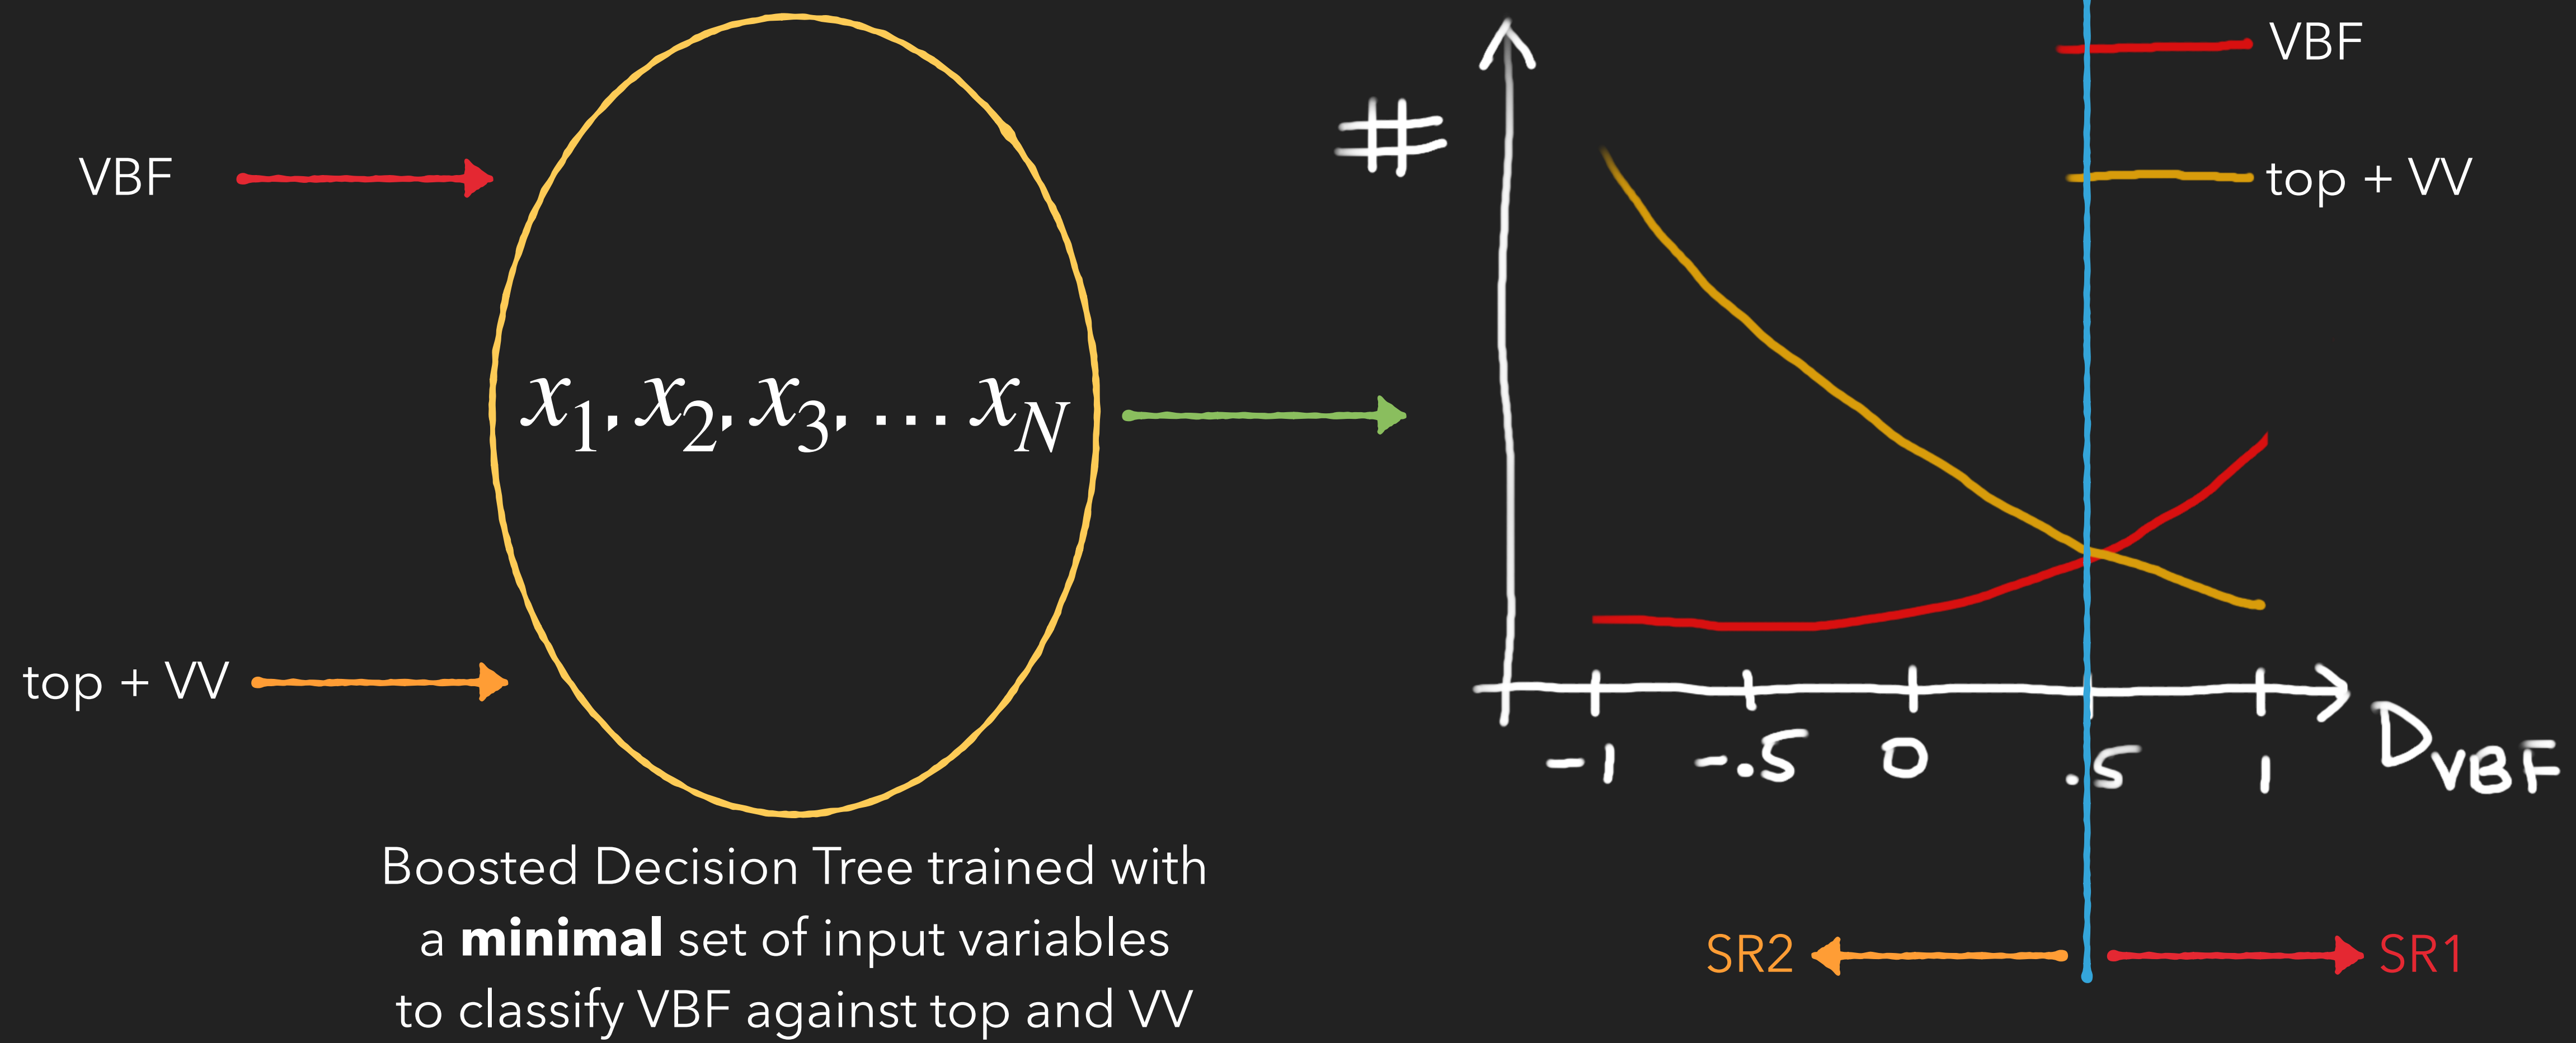 VBF
top + VV
x1, x2, x3, … xN
Boosted Decision Tree trained with
a minimal set of input variables
to classify VBF against top and VV
#
VBF
top + VV
-1 -.5 0 .5 1
DVBF
SR2
SR1